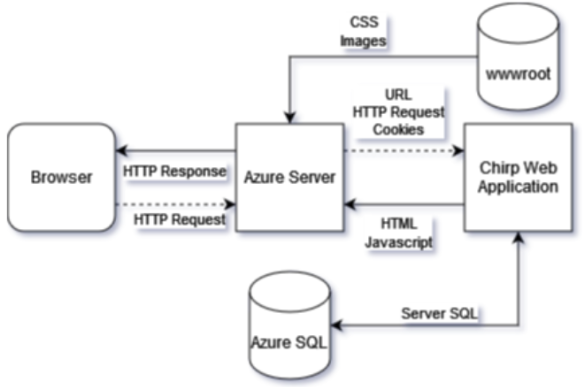 CSS
Images
wwwroot
URL
HTTP Request
Cookies
Browser
HTTP Response
Azure Server
Chirp Web
Application
HTTP Request
HTML
Javascript
Server SQL
Azure SQL